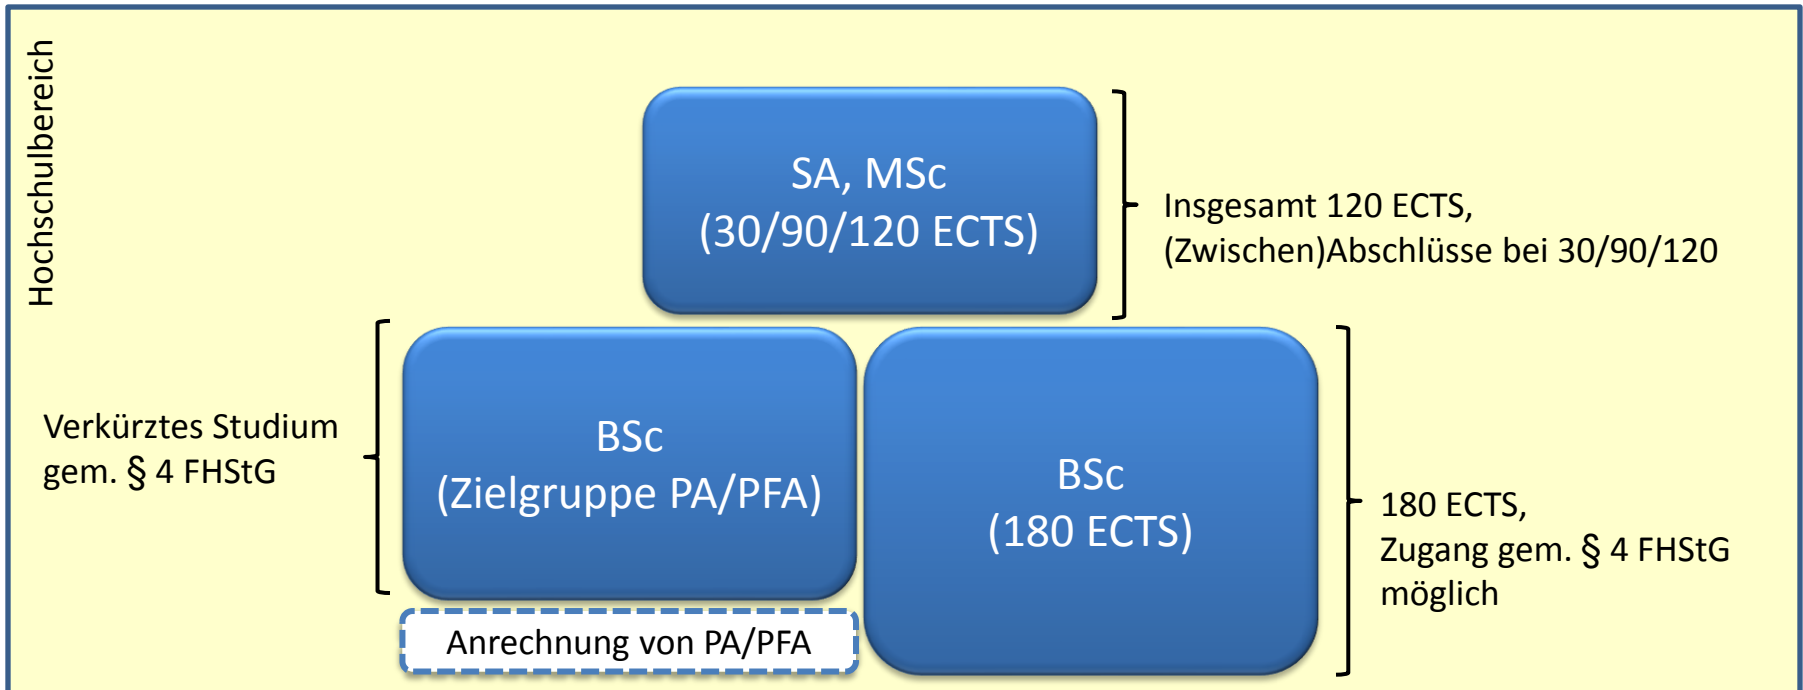 Hochschulbereich
SA, MSc
(30/90/120 ECTS)
Insgesamt 120 ECTS,
(Zwischen)Abschlüsse bei 30/90/120
Verkürztes Studium
gem. § 4 FHStG
BSc
(Zielgruppe PA/PFA)
Anrechnung von PA/PFA
BSc
(180 ECTS)
180 ECTS,
Zugang gem. § 4 FHStG
möglich